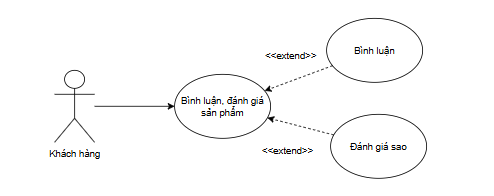 Bình luận
<<extend>>
Bình luận, đánh giá
sản phẩm
Khách hàng
<<extend>>
Đánh giá sao